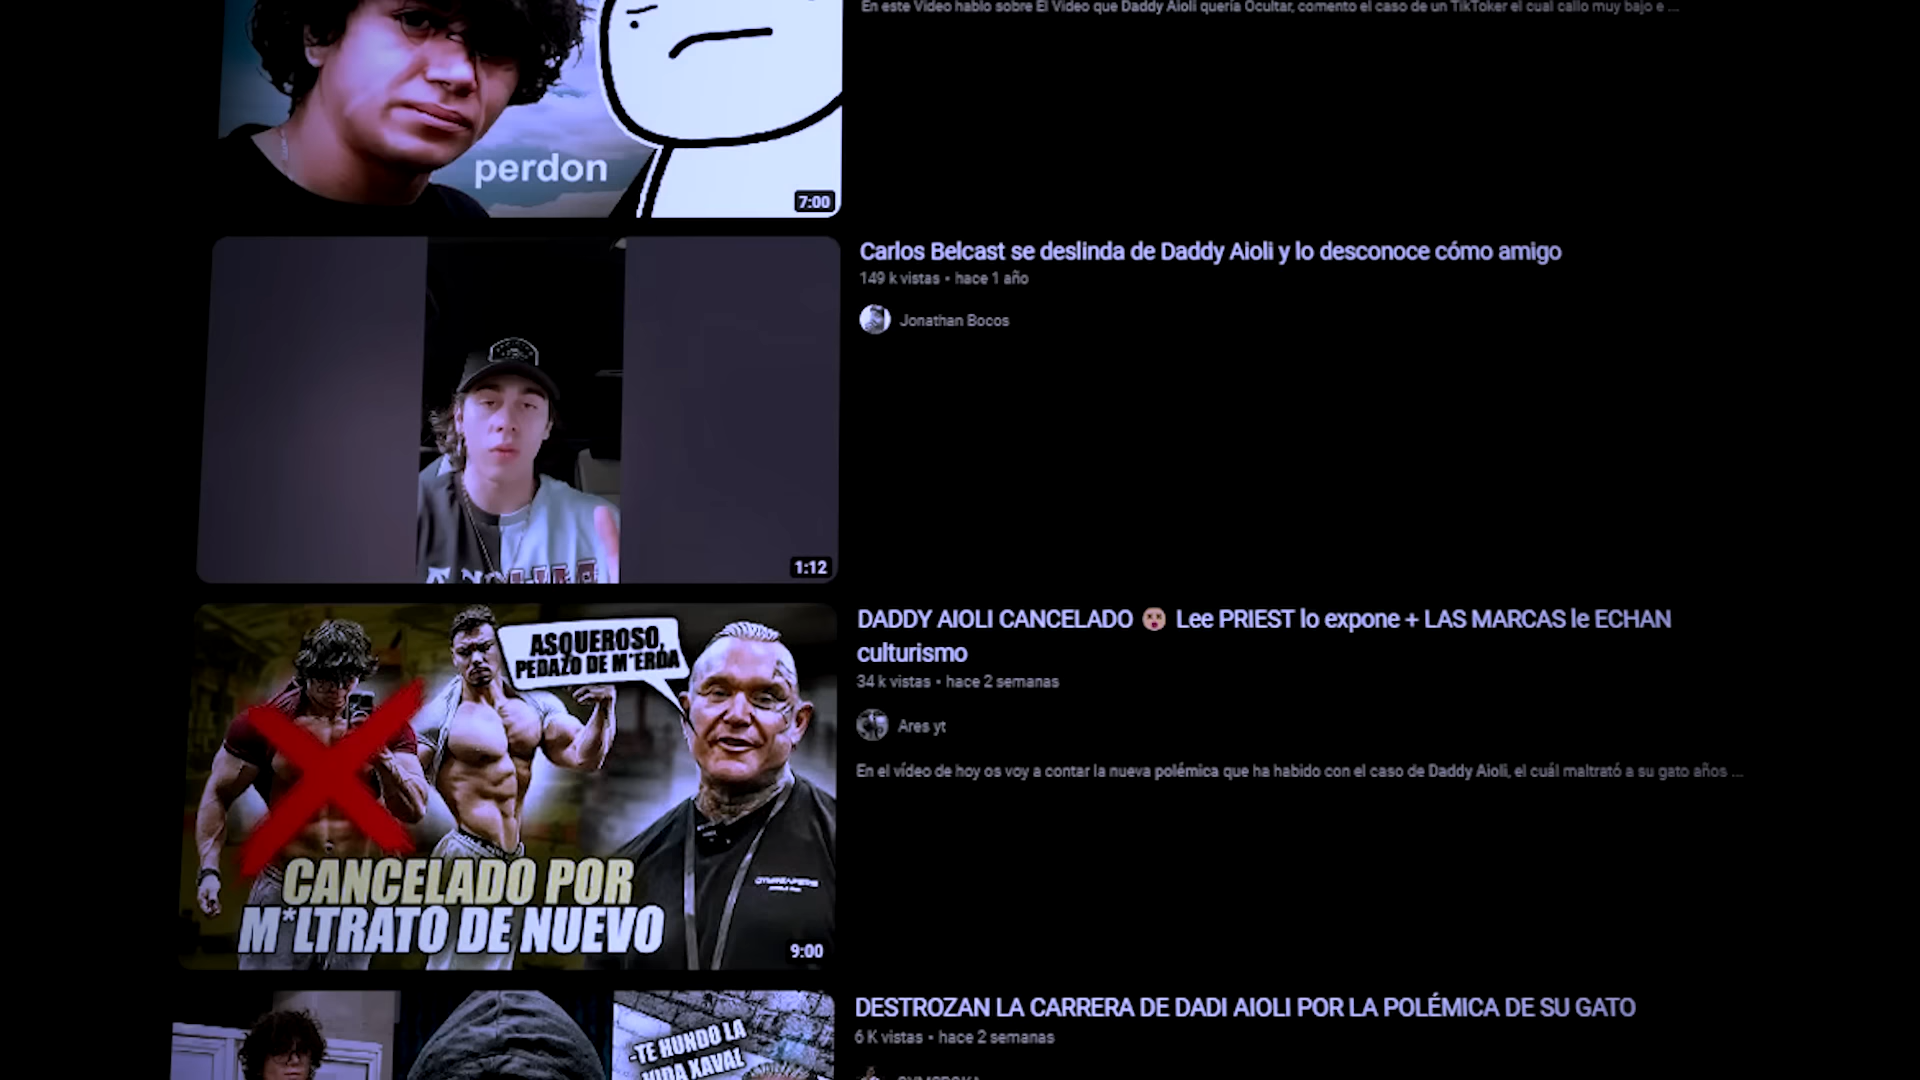 En este Video hablo sobre El Video que Daddy Aioli quería Ocultar, comento el caso de un TikToker el cual callo muy bajo e ...
perdon
7:00
Carlos Belcast se deslinda de Daddy Aioli y lo desconoce cómo amigo
149 k vistas • hace 1 año
Jonathan Bocos
1:12
DADDY AIOLI CANCELADO 😮 Lee PRIEST lo expone + LAS MARCAS le ECHAN
culturismo
34 k vistas • hace 2 semanas
Ares yt
En el vídeo de hoy os voy a contar la nueva polémica que ha habido con el caso de Daddy Aioli, el cuál maltrató a su gato años ...
ASQUEROSO,
PEDAZO DE M*ERDA
CANCELADO POR
M*LTRATO DE NUEVO
9:00
DESTROZAN LA CARRERA DE DADI AIOLI POR LA POLÉMICA DE SU GATO
6 K vistas • hace 2 semanas
-TE HUNDO LA
VIDA XAVAL